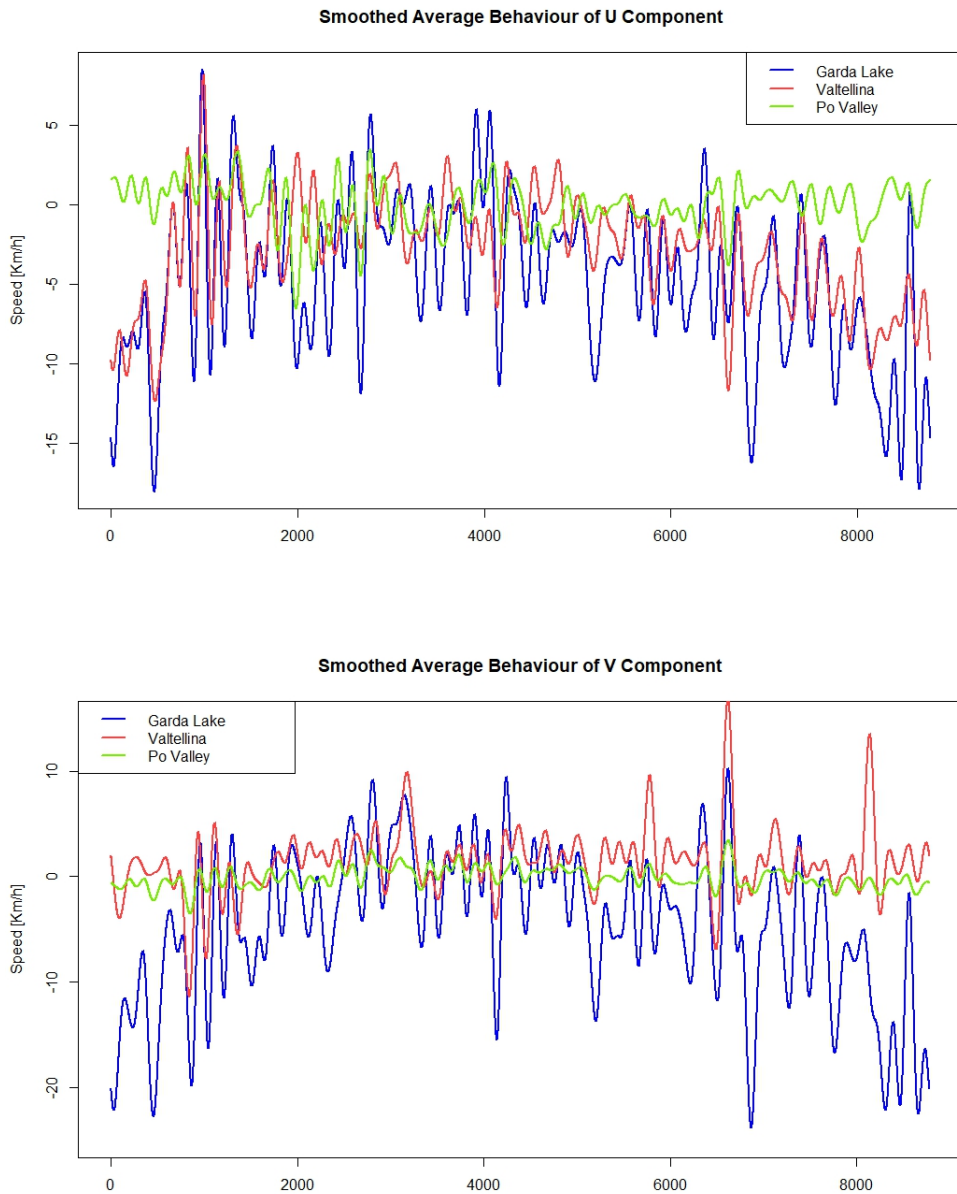 Smoothed Average Behaviour of U Component
Garda Lake
Valtellina
Po Valley
Speed [Km/h]
5
0
-5
-10
-15
0 2000 4000 6000 8000
Smoothed Average Behaviour of V Component
Garda Lake
Valtellina
Po Valley
Speed [Km/h]
10
0
-10
-20
0 2000 4000 6000 8000